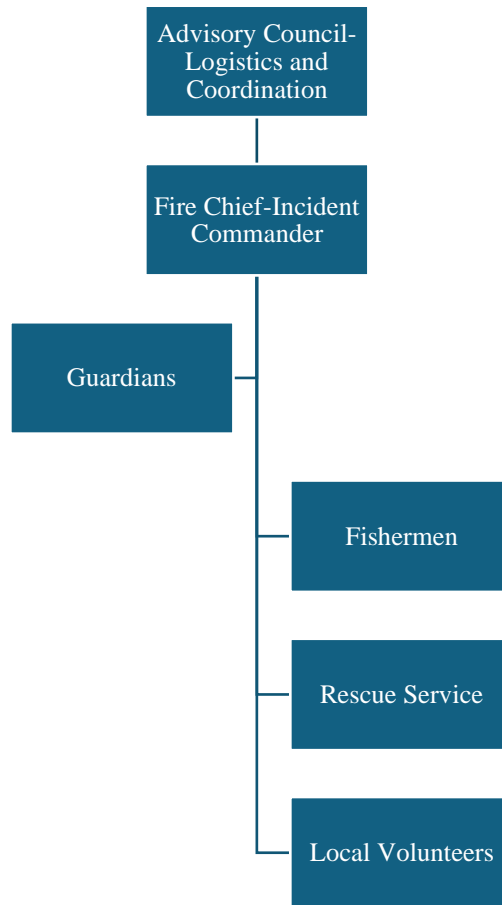 Advisory Council-
Logistics and
Coordination
Fire Chief-Incident
Commander
Guardians
Fishermen
Rescue Service
Local Volunteers